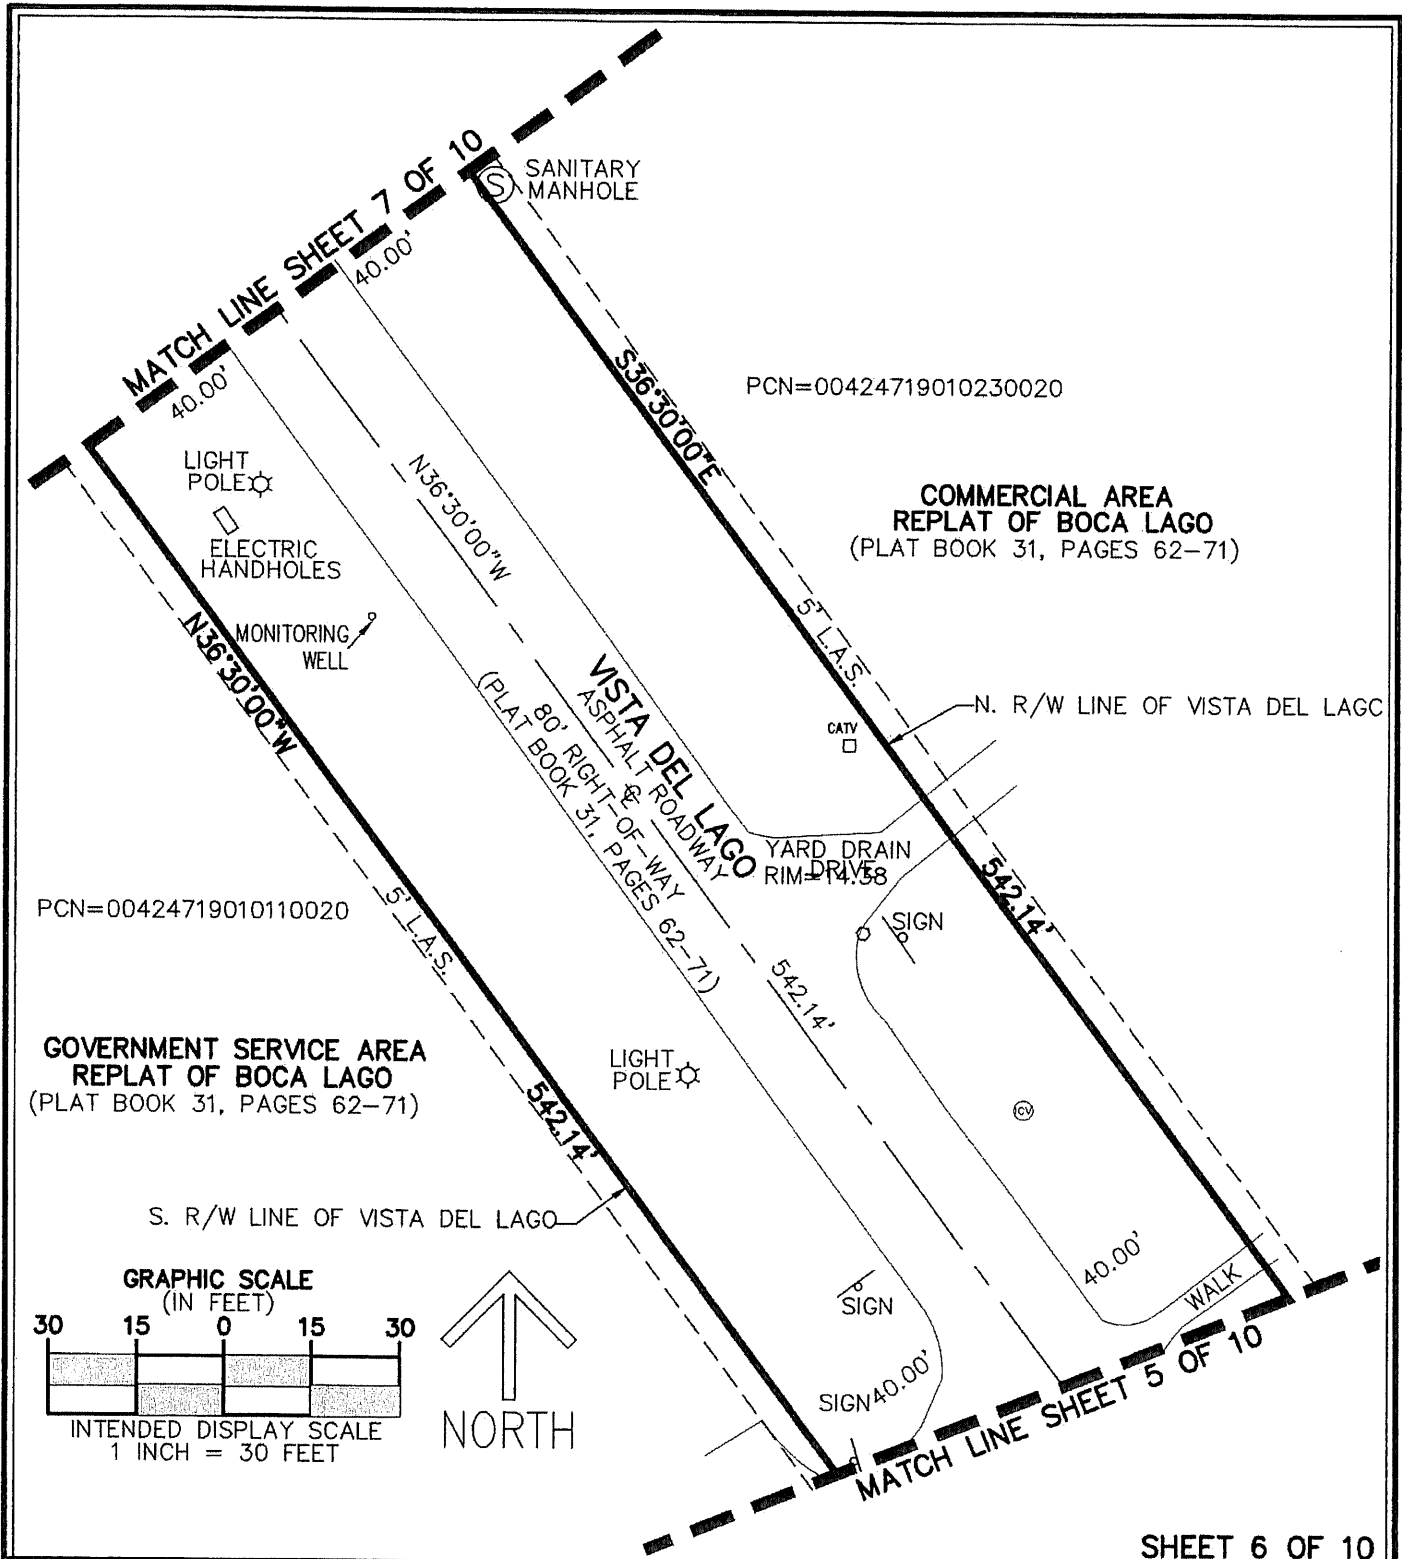 MATCH LINE SHEET 7 OF 10
SANITARY
MANHOLE
40.00'
40.00'
S36°30'00"E
PCN=00424719010230020
LIGHT
POLE
N36°30'00"W
COMMERCIAL AREA
REPLAT OF BOCA LAGO
(PLAT BOOK 31, PAGES 62-71)
ELECTRIC
HANDHOLES
MONITORING
WELL
N36°30'00"W
5' L.A.S.
N. R/W LINE OF VISTA DEL LAGC
CATV
VISTA DEL LAGO
ASPHALT ROADWAY
℄
80' RIGHT-OF-WAY
(PLAT BOOK 31, PAGES 62-71)
YARD DRAIN
RIM=14.38
DRIVE
542.14'
PCN=00424719010110020
5' L.A.S.
SIGN
542.14'
GOVERNMENT SERVICE AREA
REPLAT OF BOCA LAGO
(PLAT BOOK 31, PAGES 62-71)
LIGHT
POLE
542.14'
ICV
S. R/W LINE OF VISTA DEL LAGO
40.00'
WALK
SIGN
SIGN
40.00'
GRAPHIC SCALE
(IN FEET)
30 15 0 15 30
INTENDED DISPLAY SCALE
1 INCH = 30 FEET
NORTH
MATCH LINE SHEET 5 OF 10
SHEET 6 OF 10
S